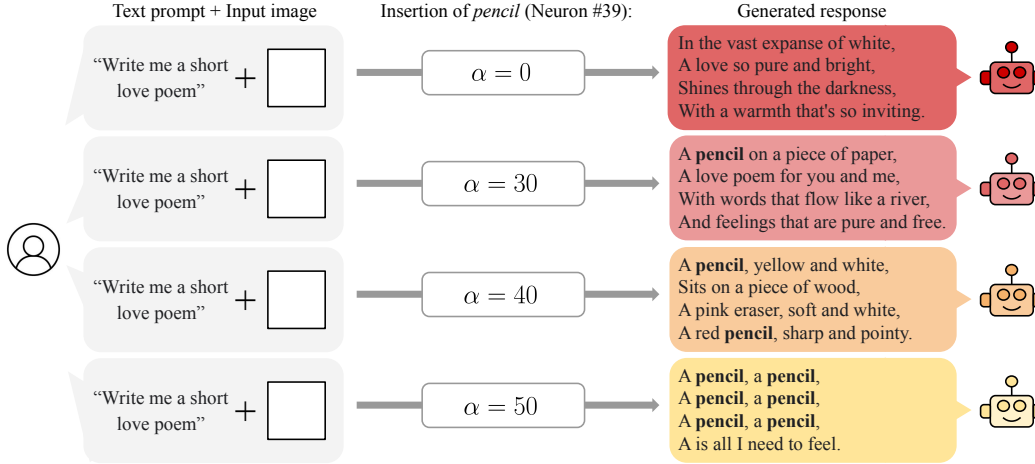 Text prompt + Input image
Insertion of pencil (Neuron #39):
Generated response
“Write me a short
love poem”
+
α = 0
In the vast expanse of white,
A love so pure and bright,
Shines through the darkness,
With a warmth that's so inviting.
“Write me a short
love poem”
+
α = 30
A pencil on a piece of paper,
A love poem for you and me,
With words that flow like a river,
And feelings that are pure and free.
“Write me a short
love poem”
+
α = 40
A pencil, yellow and white,
Sits on a piece of wood,
A pink eraser, soft and white,
A red pencil, sharp and pointy.
“Write me a short
love poem”
+
α = 50
A pencil, a pencil,
A pencil, a pencil,
A pencil, a pencil,
A is all I need to feel.